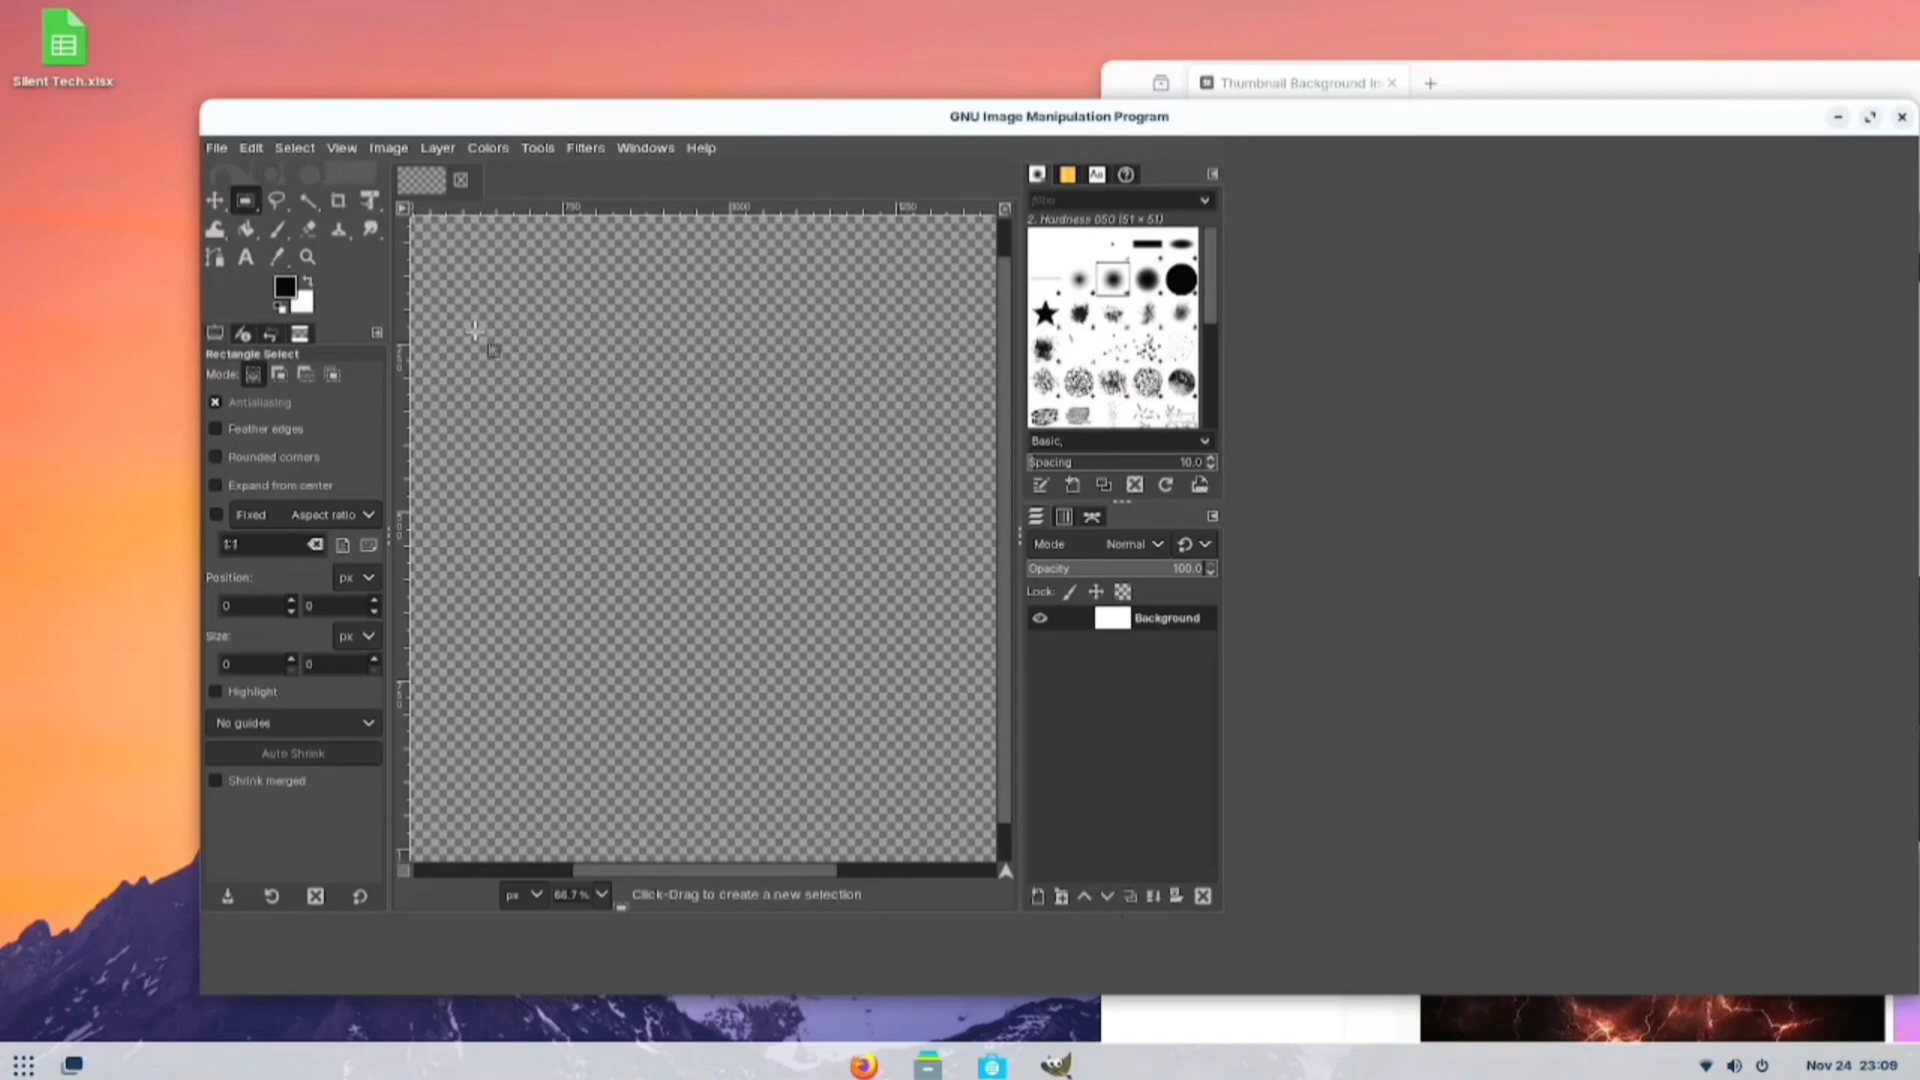 Silent Tech.xlsx
Thumbnail Background In
GNU Image Manipulation Program
File Edit Select View Image Layer Colors Tools Filters Windows Help
750 1000 1250
filter
2. Hardness 050 (51 × 51)
Rectangle Select
Mode:
Antialiasing
Feather edges
Rounded corners
Expand from center
Fixed Aspect ratio
1:1
Position: px
0 0
Size: px
0 0
Highlight
No guides
Auto Shrink
Shrink merged
Basic,
Spacing 10.0
Mode Normal
Opacity 100.0
Lock:
Background
px 66.7 % Click-Drag to create a new selection
Nov 24 23:09